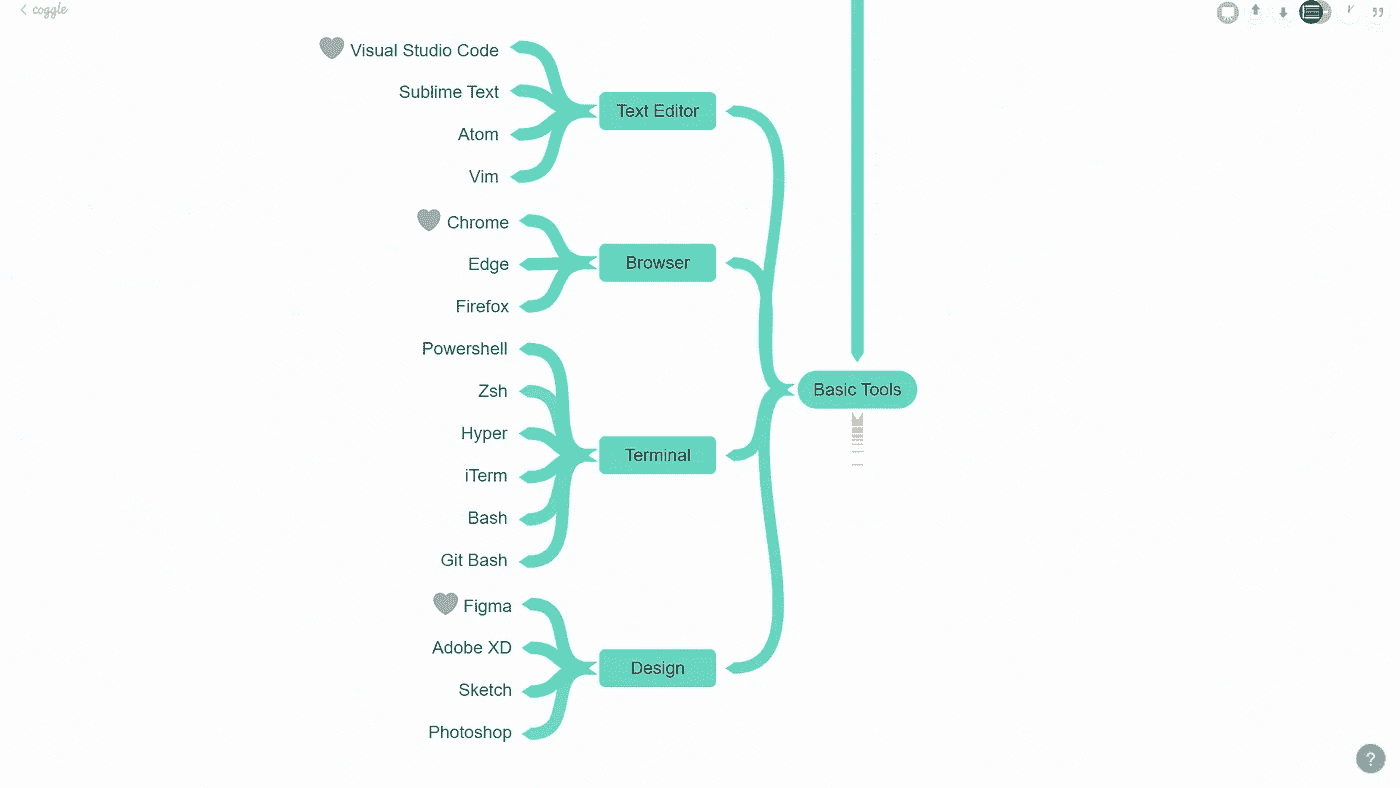 coggle
Visual Studio Code
Sublime Text
Atom
Vim
Text Editor
Chrome
Edge
Firefox
Browser
Powershell
Zsh
Hyper
iTerm
Bash
Git Bash
Terminal
Figma
Adobe XD
Sketch
Photoshop
Design
Basic Tools
?